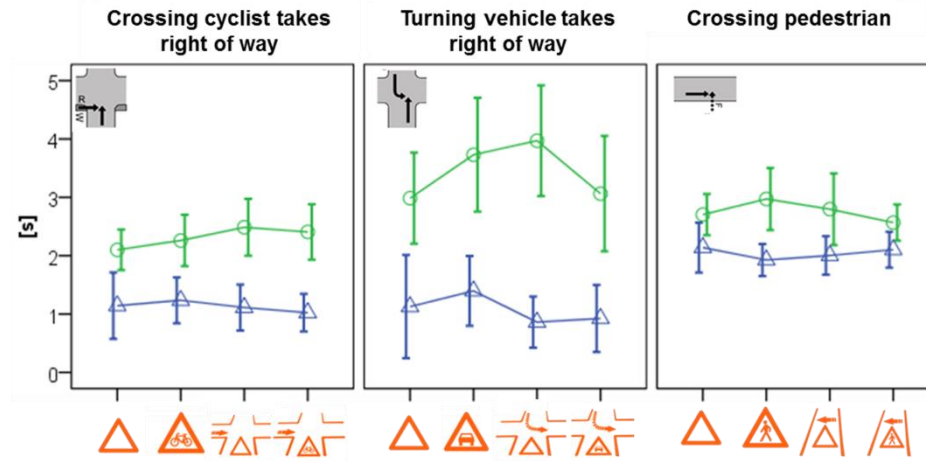 Crossing cyclist takes
right of way
Turning vehicle takes
right of way
Crossing pedestrian
5
4
3
2
1
0
[s]
R
W
F